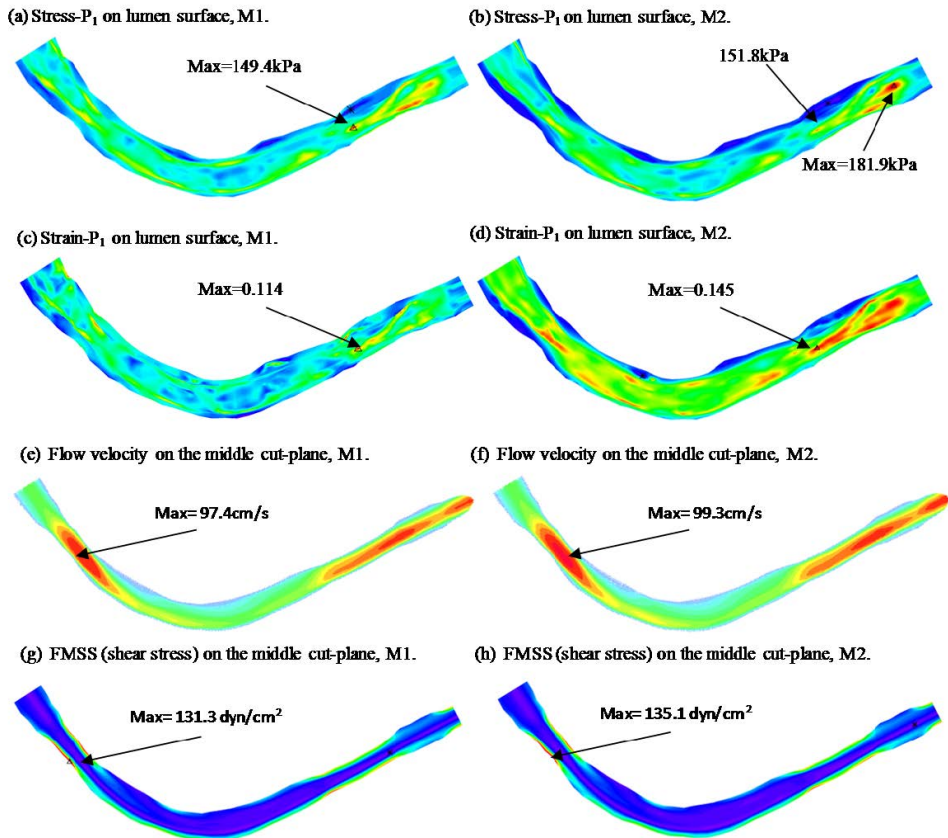 (a) Stress-P₁ on lumen surface, M1.
(b) Stress-P₁ on lumen surface, M2.
Max=149.4kPa
151.8kPa
Max=181.9kPa
(c) Strain-P₁ on lumen surface, M1.
(d) Strain-P₁ on lumen surface, M2.
Max=0.114
Max=0.145
(e) Flow velocity on the middle cut-plane, M1.
(f) Flow velocity on the middle cut-plane, M2.
Max=97.4cm/s
Max=99.3cm/s
(g) FMSS (shear stress) on the middle cut-plane, M1.
(h) FMSS (shear stress) on the middle cut-plane, M2.
Max= 131.3 dyn/cm²
Max= 135.1 dyn/cm²